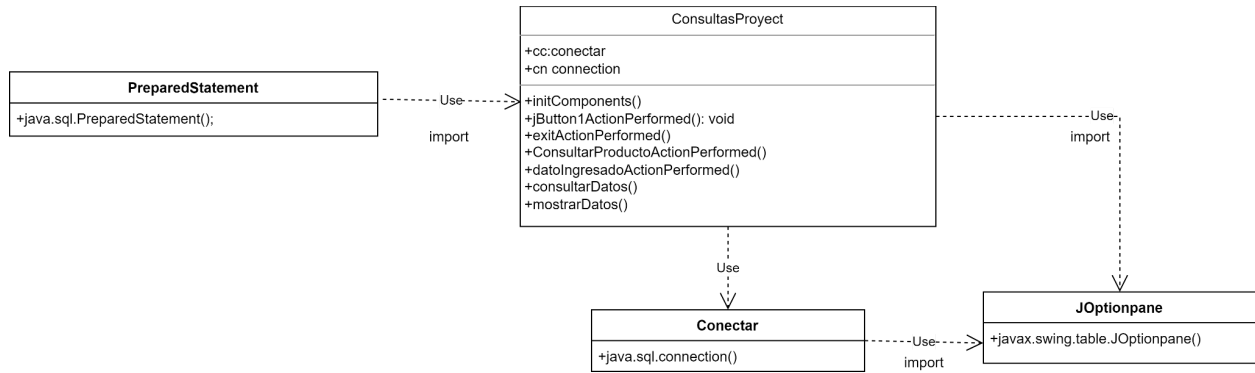 ConsultasProyect
+cc:conectar
+cn connection
+initComponents()
+jButton1ActionPerformed(): void
+exitActionPerformed()
+ConsultarProductoActionPerformed()
+datoIngresadoActionPerformed()
+consultarDatos()
+mostrarDatos()
PreparedStatement
+java.sql.PreparedStatement();
Use
import
Use
import
Use
Conectar
+java.sql.connection()
Use
import
JOptionpane
+javax.swing.table.JOptionpane()